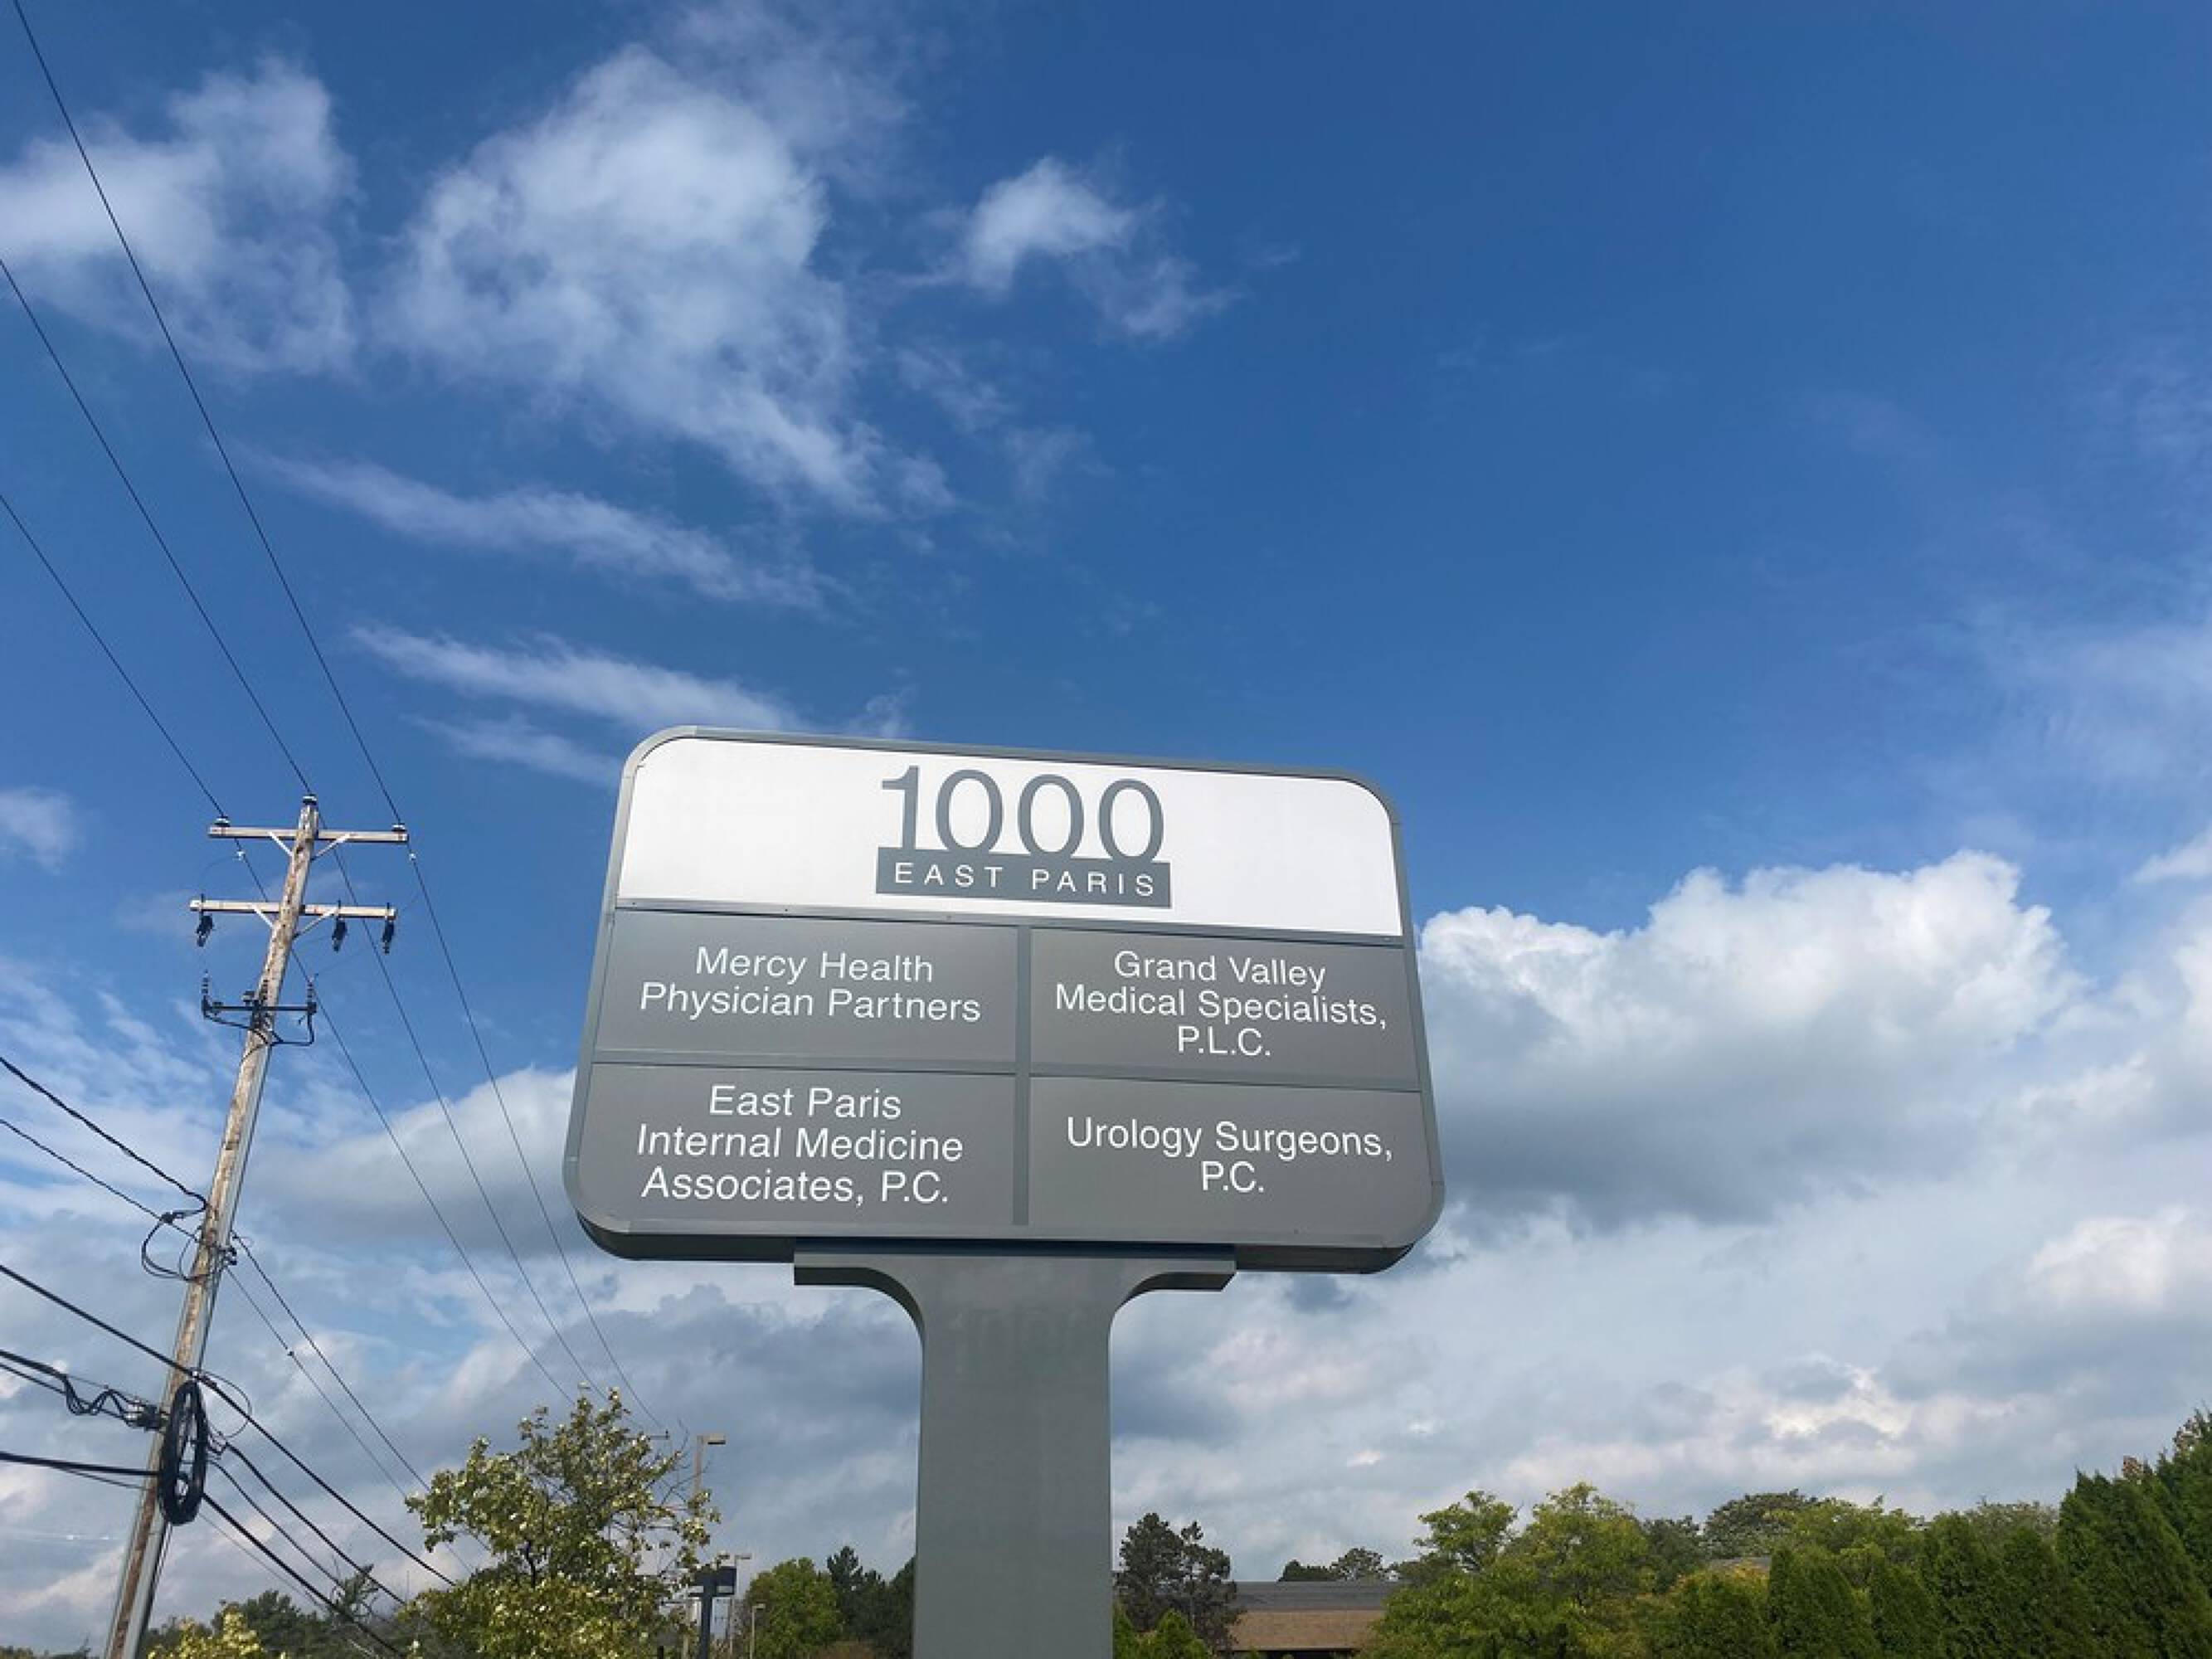 1000
EAST PARIS
Mercy Health
Physician Partners
Grand Valley
Medical Specialists,
P.L.C.
East Paris
Internal Medicine
Associates, P.C.
Urology Surgeons,
P.C.